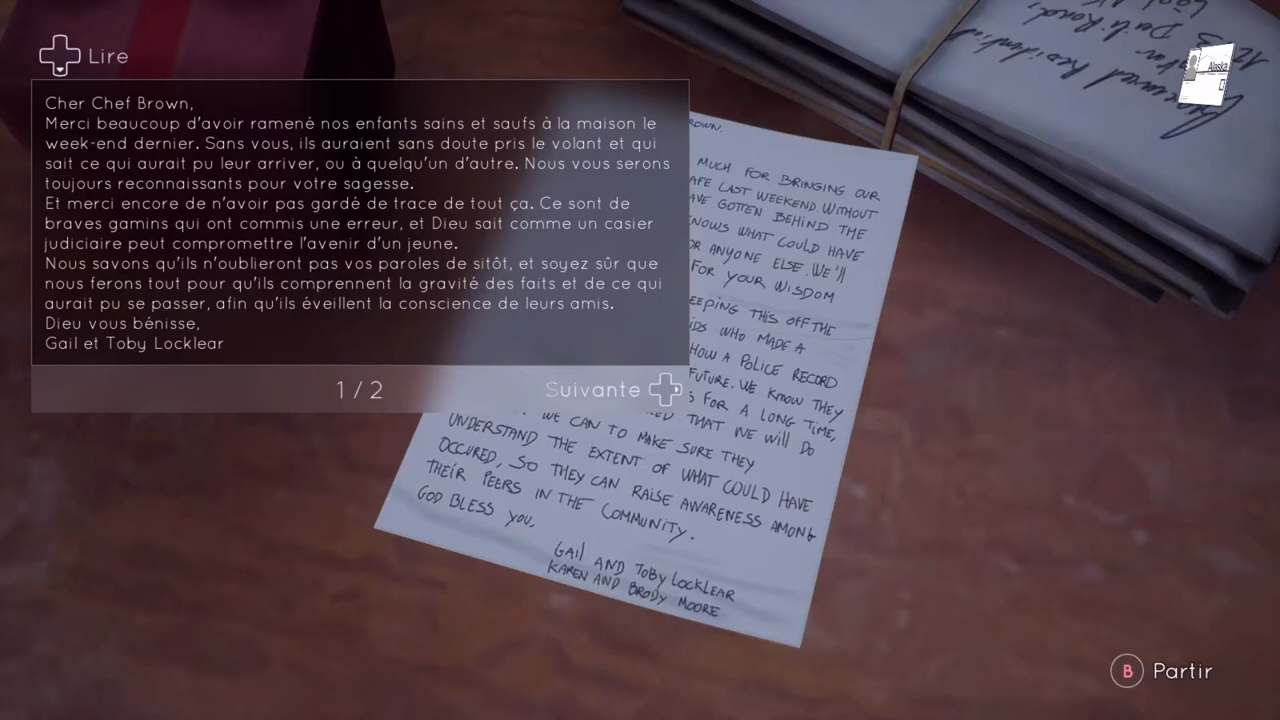 Lire
Cher Chef Brown,
Merci beaucoup d'avoir ramené nos enfants sains et saufs à la maison le
week-end dernier. Sans vous, ils auraient sans doute pris le volant et qui
sait ce qui aurait pu leur arriver, ou à quelqu'un d'autre. Nous vous serons
toujours reconnaissants pour votre sagesse.
Et merci encore de n'avoir pas gardé de trace de tout ça. Ce sont de
braves gamins qui ont commis une erreur, et Dieu sait comme un casier
judiciaire peut compromettre l'avenir d'un jeune.
Nous savons qu'ils n'oublieront pas vos paroles de sitôt, et soyez sûr que
nous ferons tout pour qu'ils comprennent la gravité des faits et de ce qui
aurait pu se passer, afin qu'ils éveillent la conscience de leurs amis.
Dieu vous bénisse,
Gail et Toby Locklear
1/2
Suivante
MUCH FOR BRINGING OUR
AFE LAST WEEKEND. WITHOUT
AVE GOTTEN BEHIND THE
KNOWS WHAT COULD HAVE
OR ANYONE ELSE. WE'll
FOR YOUR WISDOM
EEPING THIS OFF THE
IDS WHO MADE A
HOW A POLICE RECORD
FUTURE. WE KNOW THEY
S FOR A LONG TIME,
THAT WE Will DO
WE CAN TO MAKE SURE THEY
UNDERSTAND THE EXTENT OF WHAT COULD HAVE
OCCURED, SO THEY CAN RAISE AWARENESS AMONG
THEIR PEERS IN THE COMMUNITY.
GOD BLESS YOU,
GAIL AND TOBY LOCKLEAR
KAREN AND BRODY MOORE
Alaska
B Partir